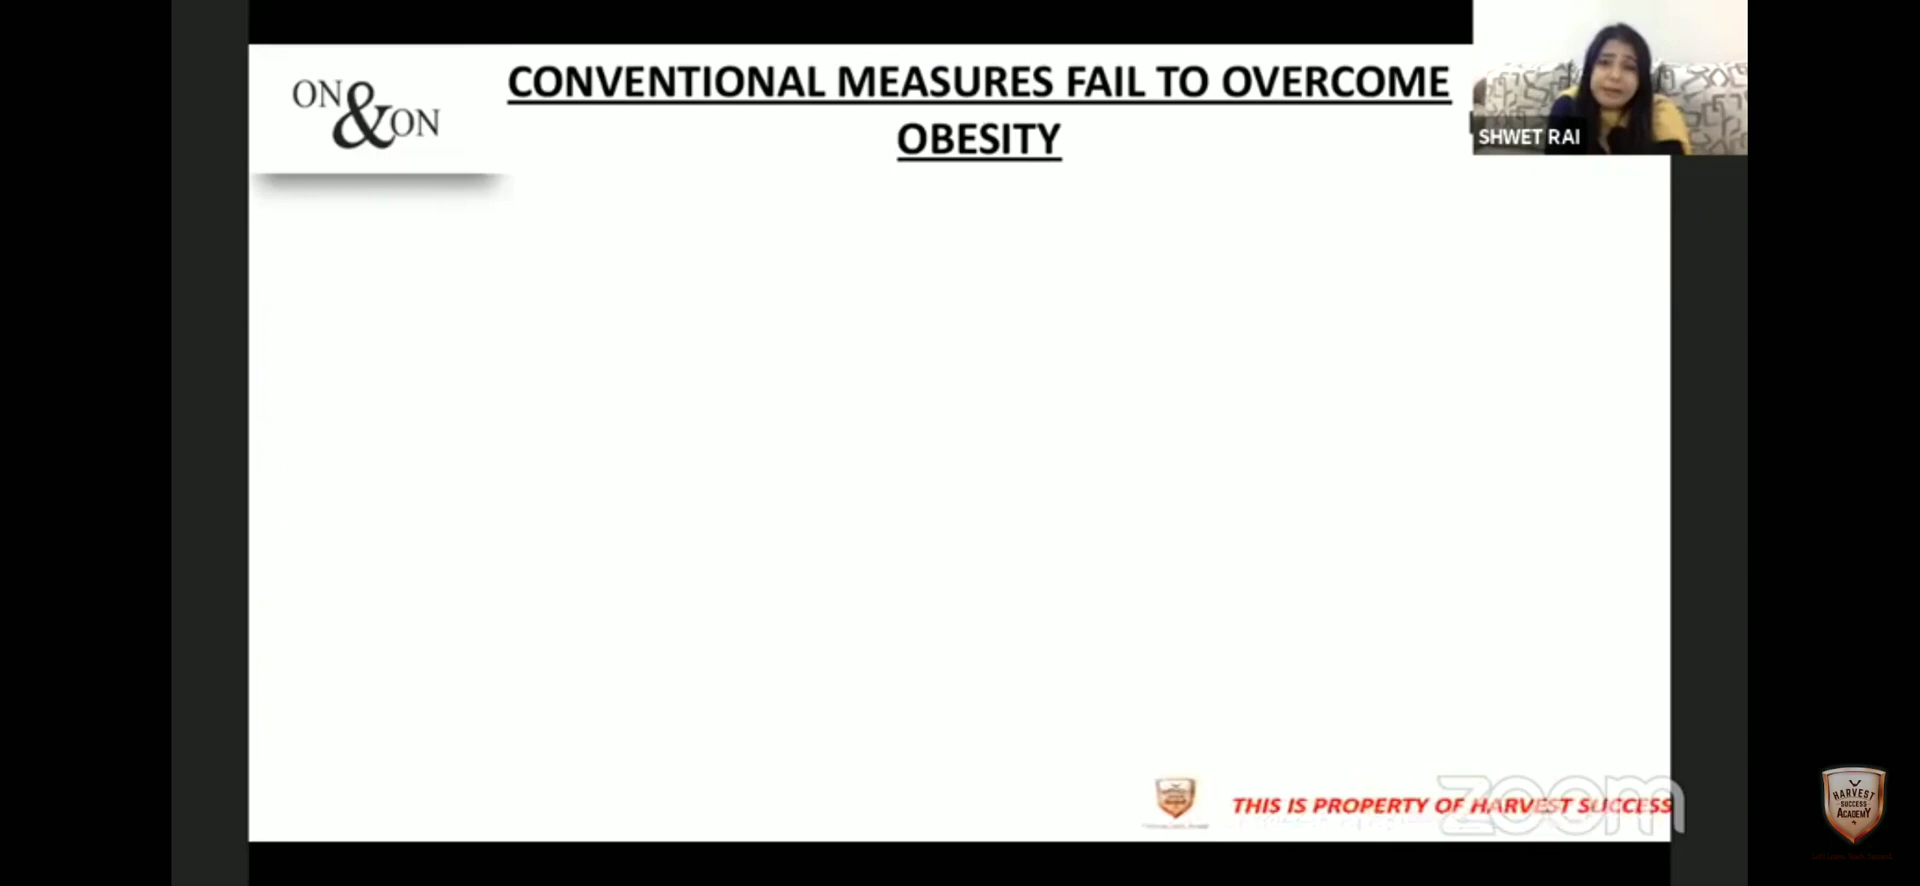 ON & ON
CONVENTIONAL MEASURES FAIL TO OVERCOME
OBESITY
SHWET RAI
THIS IS PROPERTY OF HARVEST SUCCESS
zoom
HARVEST
SUCCESS
ACADEMY